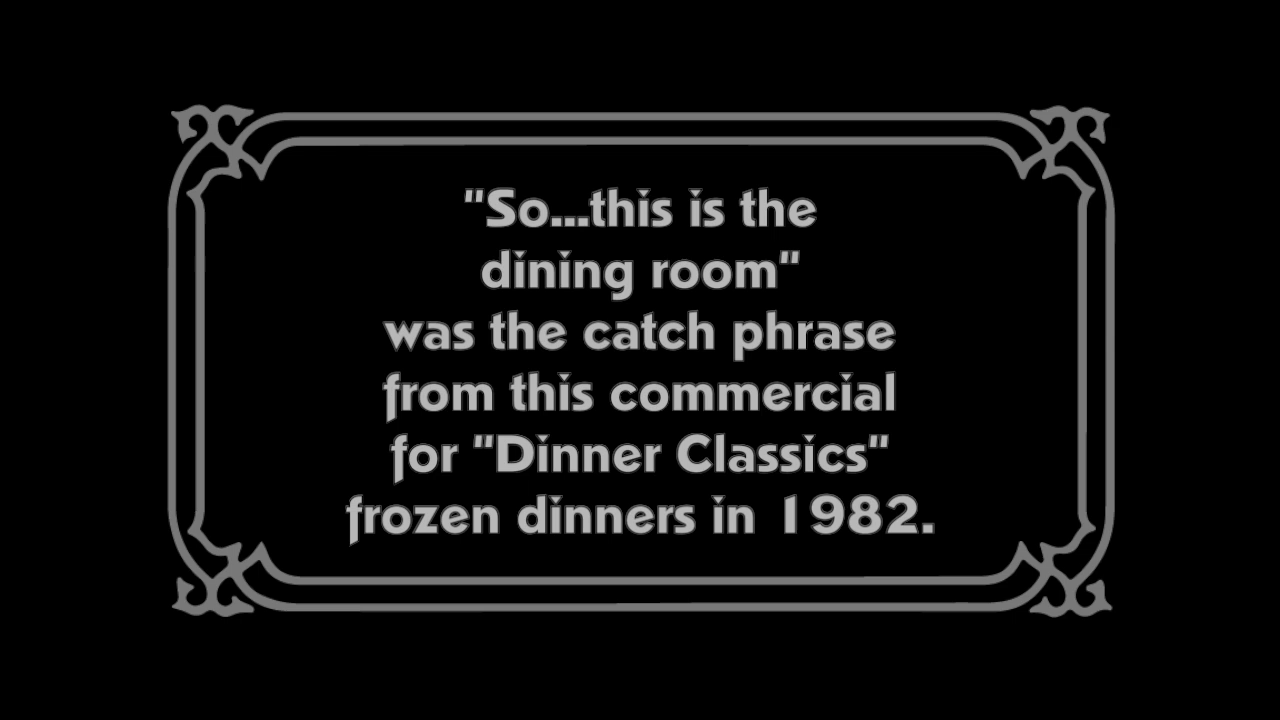 "So...this is the
dining room"
was the catch phrase
from this commercial
for "Dinner Classics"
frozen dinners in 1982.